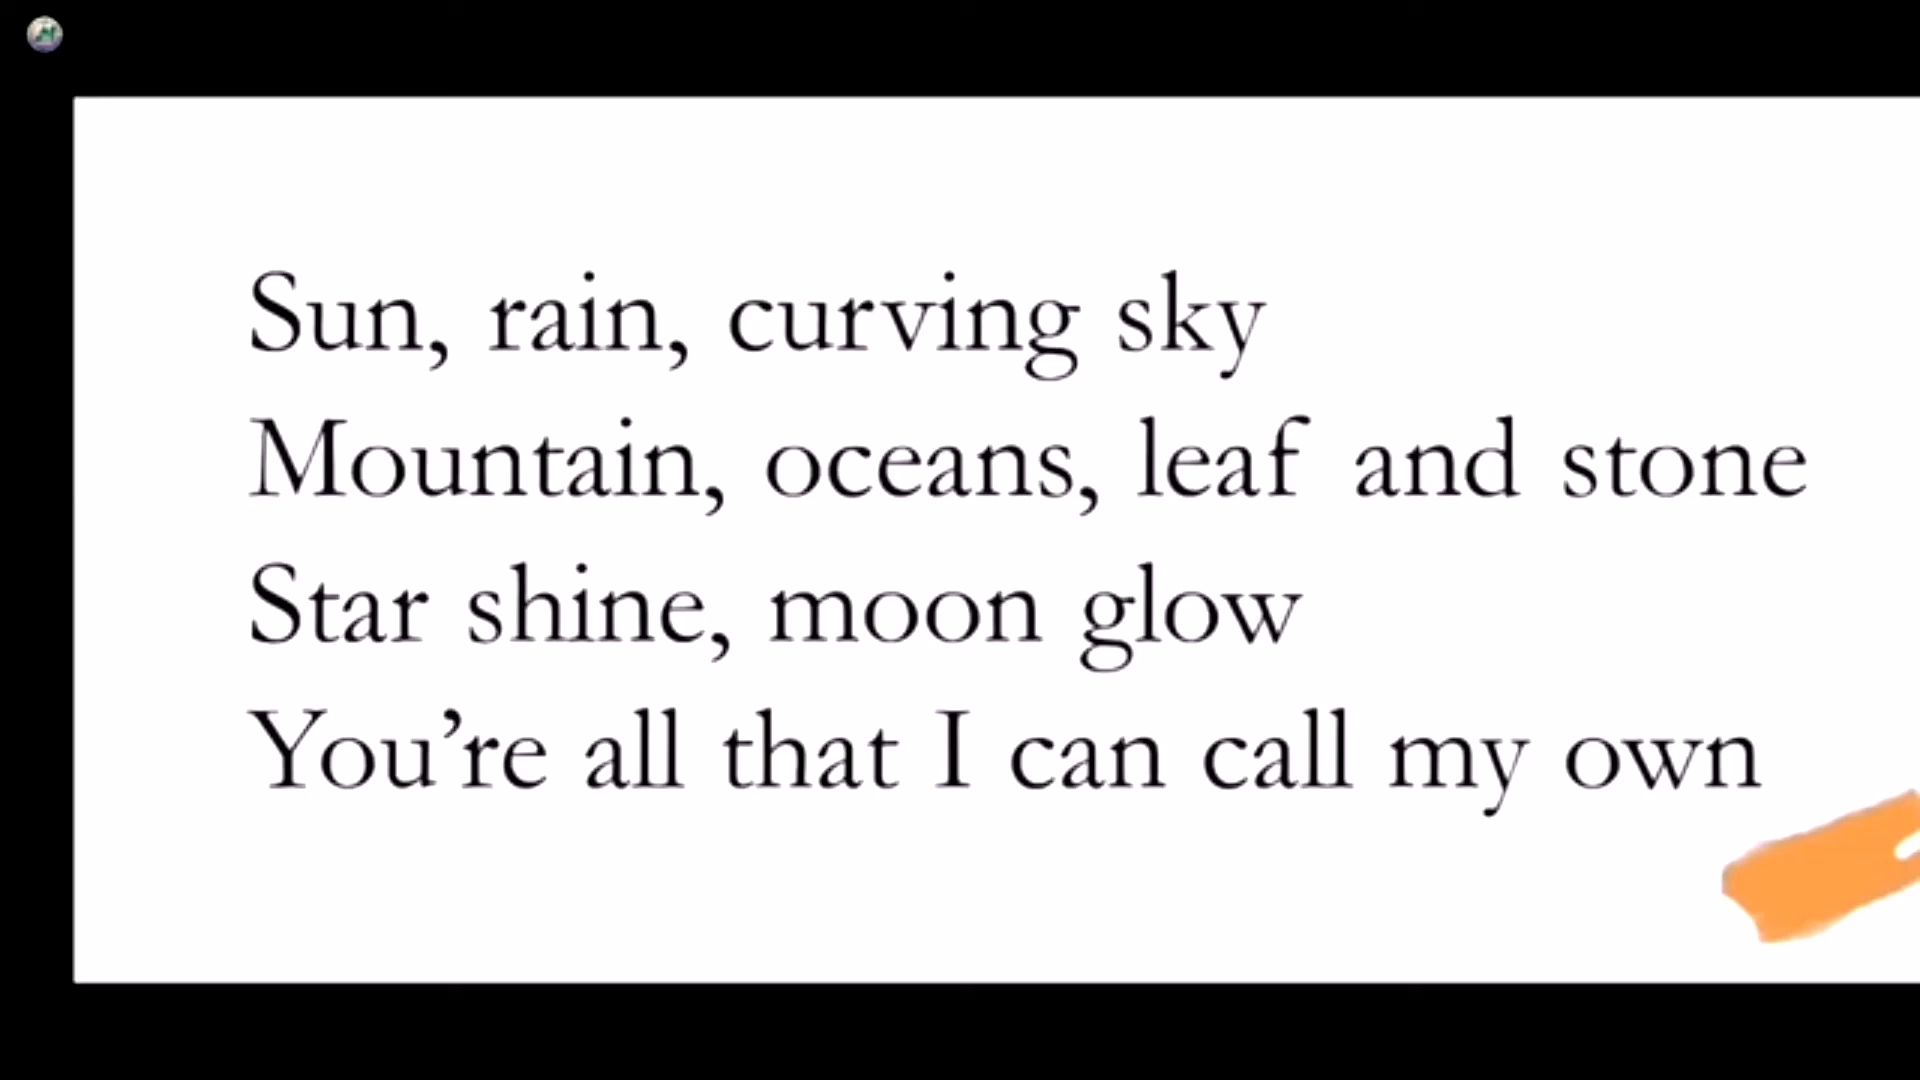 Sun, rain, curving sky
Mountain, oceans, leaf and stone
Star shine, moon glow
You’re all that I can call my own